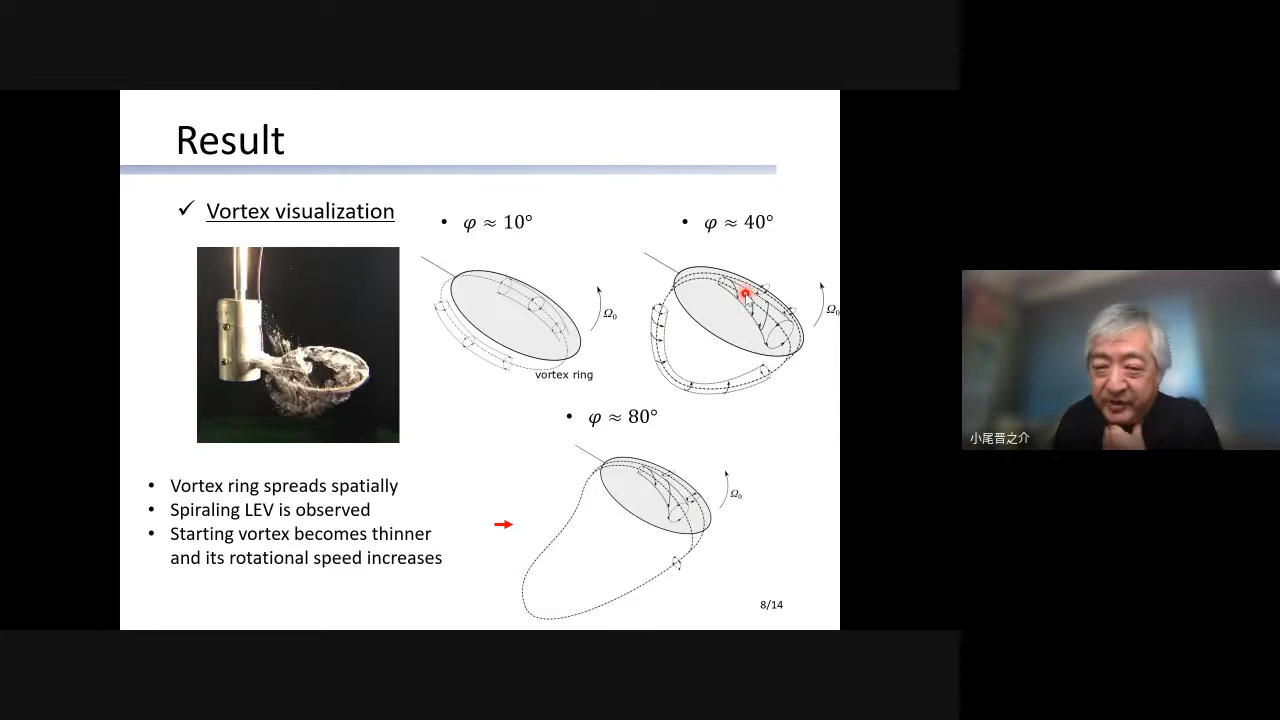 Result
✓ Vortex visualization
• φ ≈ 10°
• φ ≈ 40°
Ω₀
vortex ring
Ω₀
• φ ≈ 80°
Ω₀
• Vortex ring spreads spatially
• Spiraling LEV is observed
• Starting vortex becomes thinner
and its rotational speed increases
8/14
小尾晋之介